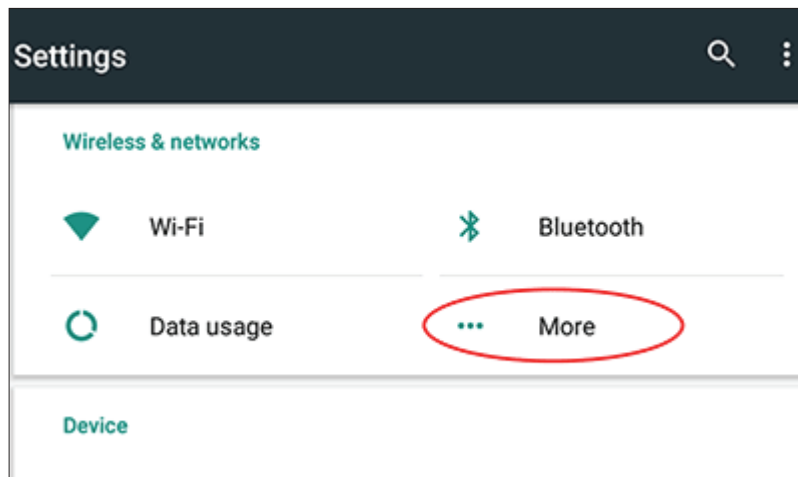 Settings
Wireless & networks
Wi-Fi
Bluetooth
Data usage
More
Device